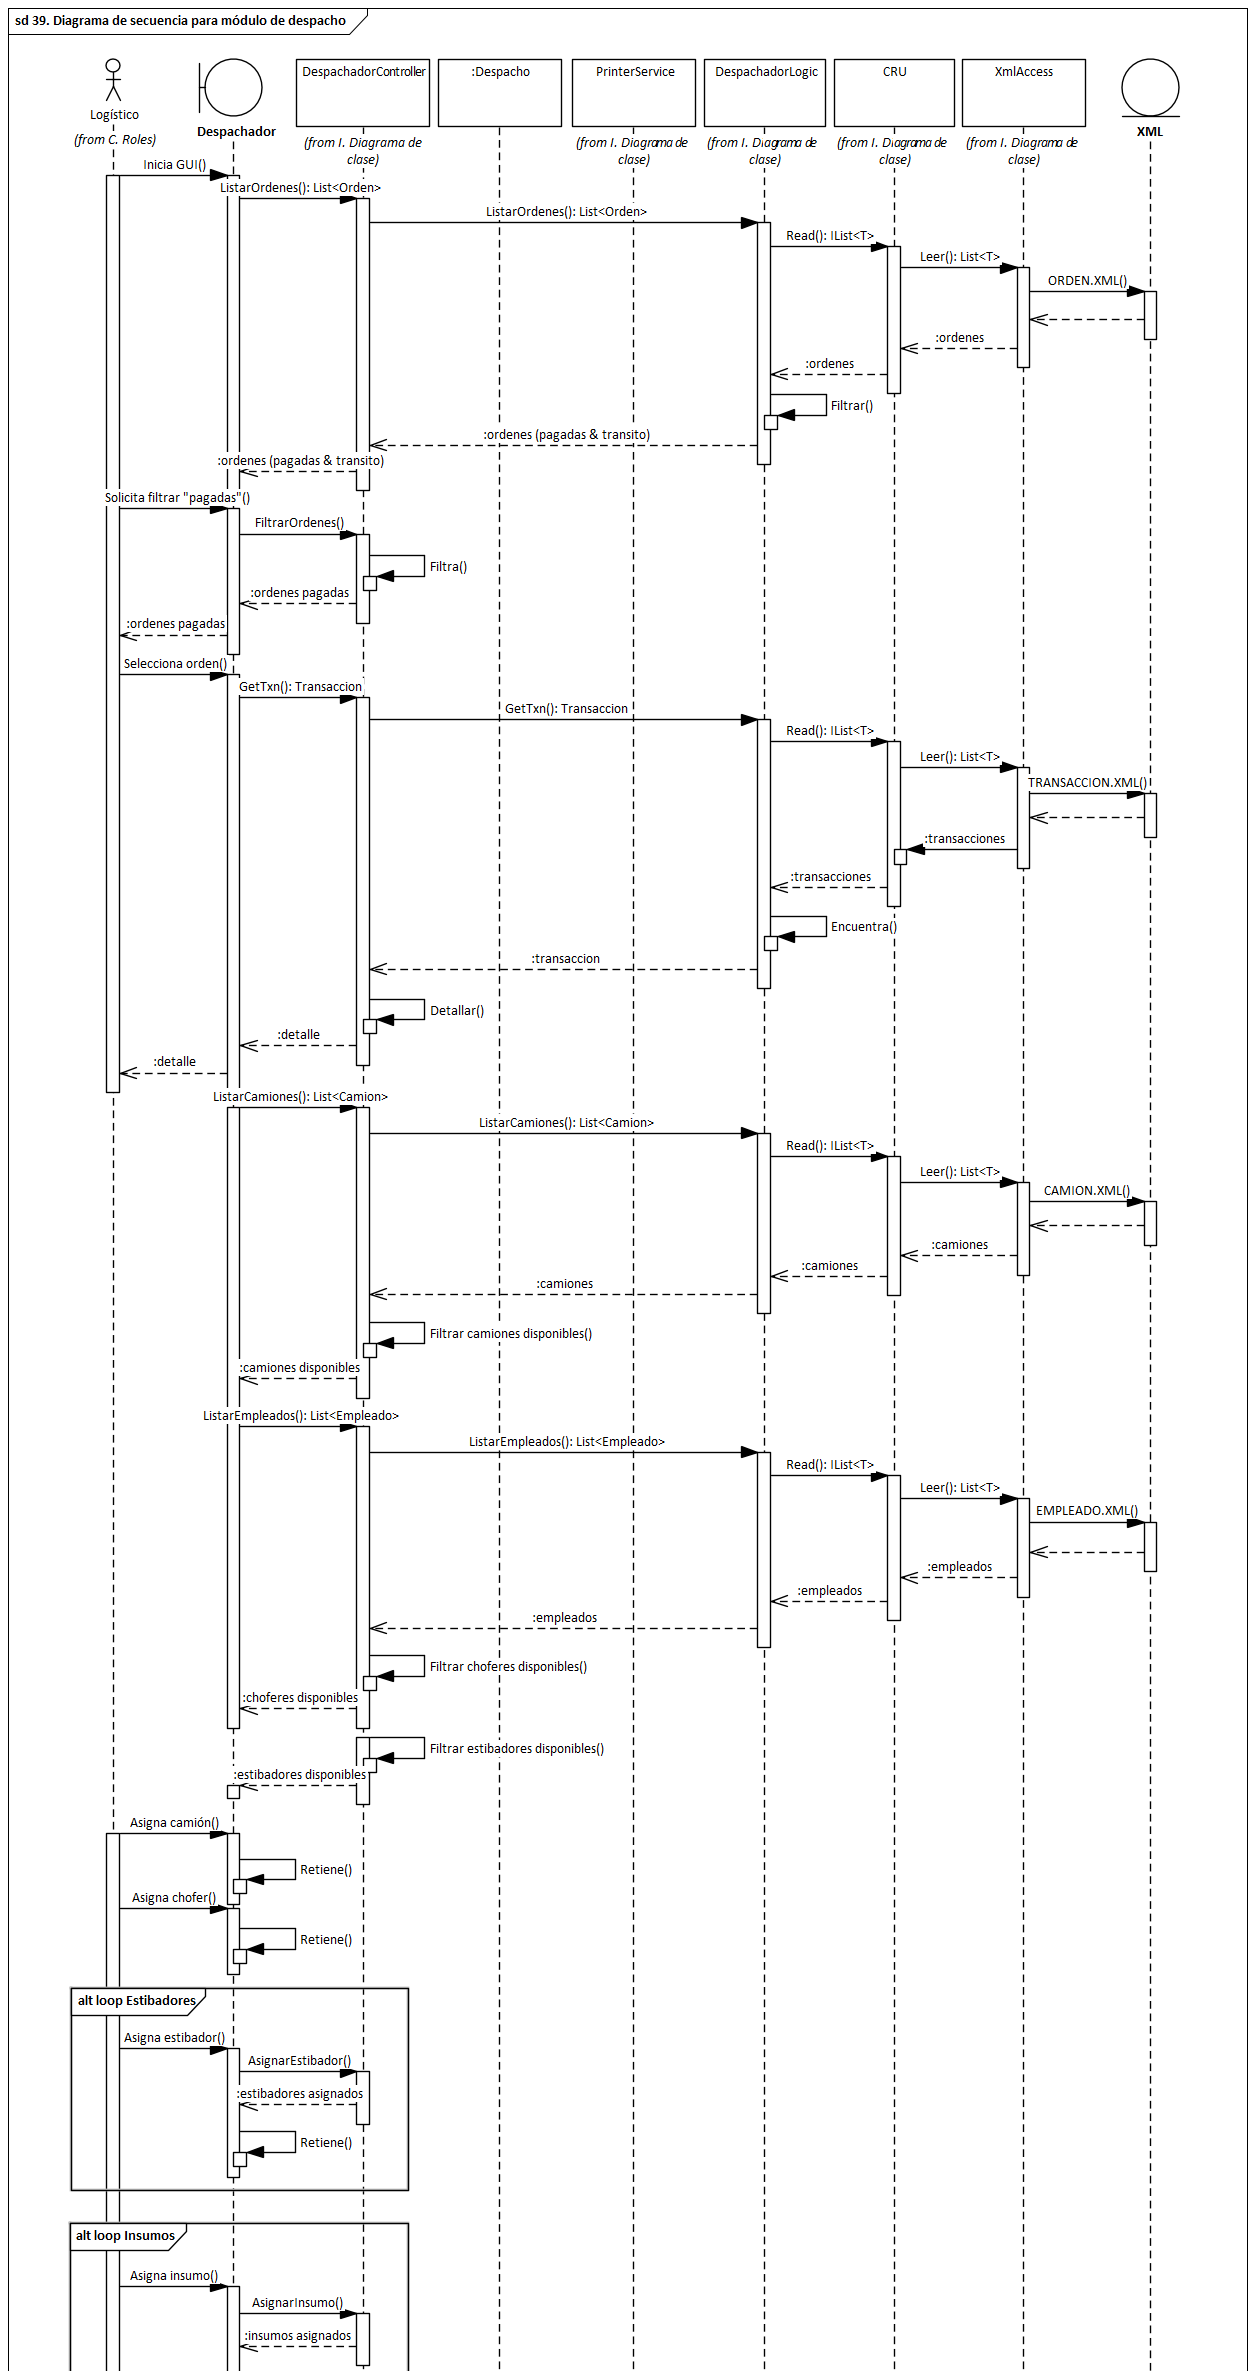 sd 39. Diagrama de secuencia para módulo de despacho
Logístico
(from C. Roles)
Despachador
DespachadorController
(from I. Diagrama de
clase)
:Despacho
PrinterService
(from I. Diagrama de
clase)
DespachadorLogic
(from I. Diagrama de
clase)
CRU
(from I. Diagrama de
clase)
XmlAccess
(from I. Diagrama de
clase)
XML
Inicia GUI()
ListarOrdenes(): List<Orden>
ListarOrdenes(): List<Orden>
Read(): IList<T>
Leer(): List<T>
ORDEN.XML()
:ordenes
:ordenes
Filtrar()
:ordenes (pagadas & transito)
:ordenes (pagadas & transito)
Solicita filtrar "pagadas"()
FiltrarOrdenes()
Filtra()
:ordenes pagadas
:ordenes pagadas
Selecciona orden()
GetTxn(): Transaccion
GetTxn(): Transaccion
Read(): IList<T>
Leer(): List<T>
TRANSACCION.XML()
:transacciones
:transacciones
Encuentra()
:transaccion
Detallar()
:detalle
:detalle
ListarCamiones(): List<Camion>
ListarCamiones(): List<Camion>
Read(): IList<T>
Leer(): List<T>
CAMION.XML()
:camiones
:camiones
:camiones
Filtrar camiones disponibles()
:camiones disponibles
ListarEmpleados(): List<Empleado>
ListarEmpleados(): List<Empleado>
Read(): IList<T>
Leer(): List<T>
EMPLEADO.XML()
:empleados
:empleados
:empleados
Filtrar choferes disponibles()
:choferes disponibles
Filtrar estibadores disponibles()
:estibadores disponibles
Asigna camión()
Retiene()
Asigna chofer()
Retiene()
alt loop Estibadores
Asigna estibador()
AsignarEstibador()
:estibadores asignados
Retiene()
alt loop Insumos
Asigna insumo()
AsignarInsumo()
:insumos asignados